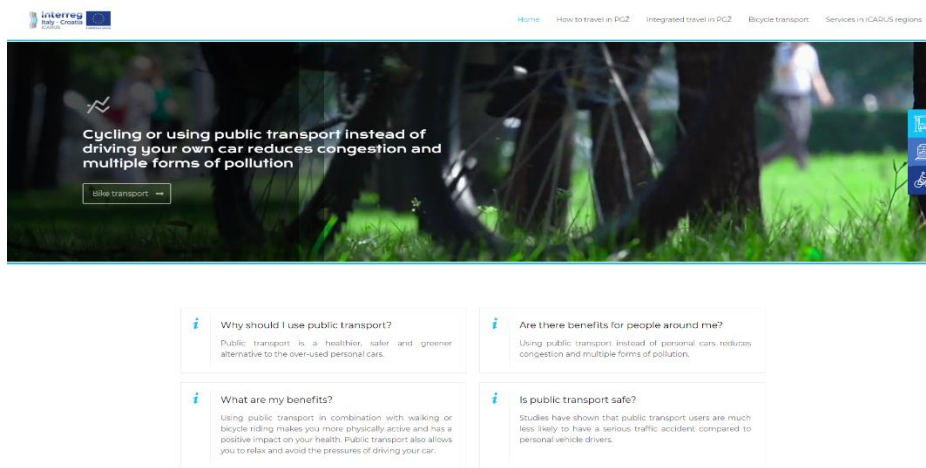 interreg
Italy - Croatia
ICARUS
EUROPEAN UNION
Home How to travel in PGŽ Integrated travel in PGŽ Bicycle transport Services in iCARUS regions
Cycling or using public transport instead of
driving your own car reduces congestion and
multiple forms of pollution
Bike transport
Why should I use public transport?
Public transport is a healthier, safer and greener
alternative to the over-used personal cars.
Are there benefits for people around me?
Using public transport instead of personal cars reduces
congestion and multiple forms of pollution.
What are my benefits?
Using public transport in combination with walking or
bicycle riding makes you more physically active and has a
positive impact on your health. Public transport also allows
you to relax and avoid the pressures of driving your car.
Is public transport safe?
Studies have shown that public transport users are much
less likely to have a serious traffic accident compared to
personal vehicle drivers.